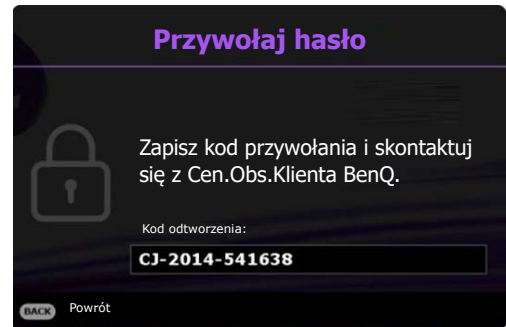 Przywołaj hasło
Zapisz kod przywołania i skontaktuj
się z Cen.Obs.Klienta BenQ.
Kod odtworzenia:
CJ-2014-541638
BACK Powrót